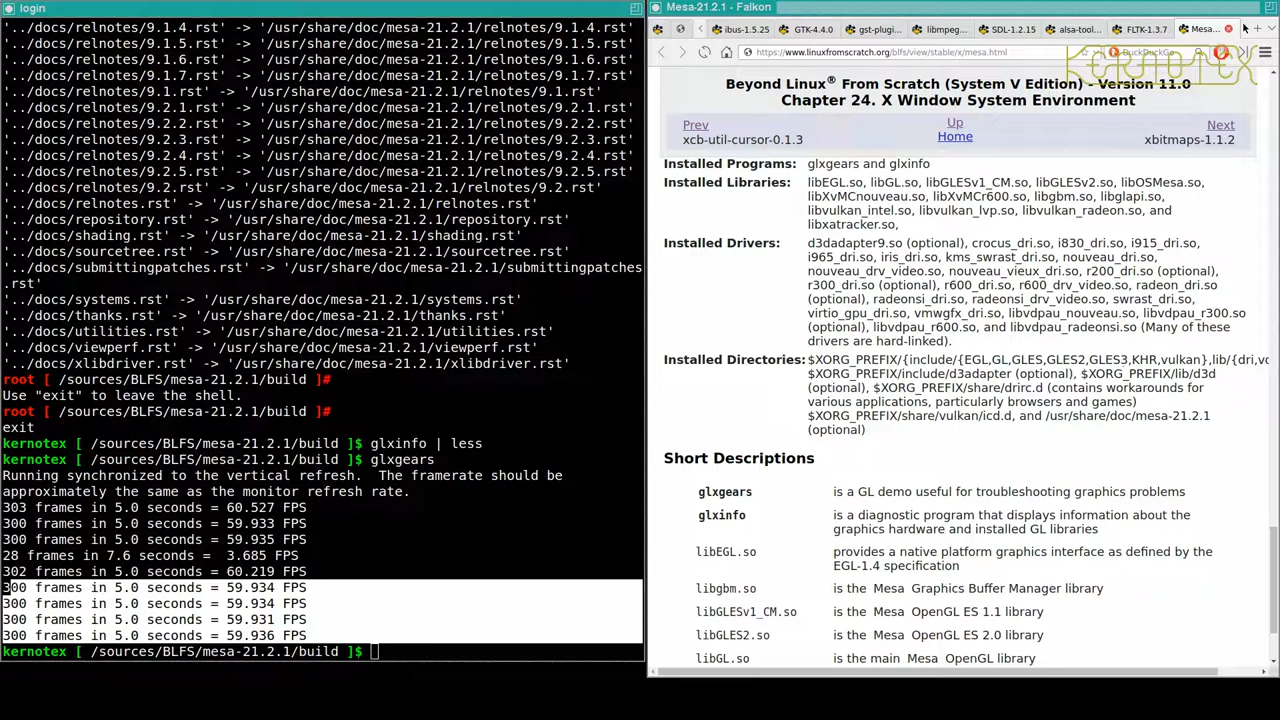 login
'../docs/relnotes/9.1.4.rst' -> '/usr/share/doc/mesa-21.2.1/relnotes/9.1.4.rst'
'../docs/relnotes/9.1.5.rst' -> '/usr/share/doc/mesa-21.2.1/relnotes/9.1.5.rst'
'../docs/relnotes/9.1.6.rst' -> '/usr/share/doc/mesa-21.2.1/relnotes/9.1.6.rst'
'../docs/relnotes/9.1.7.rst' -> '/usr/share/doc/mesa-21.2.1/relnotes/9.1.7.rst'
'../docs/relnotes/9.1.rst' -> '/usr/share/doc/mesa-21.2.1/relnotes/9.1.rst'
'../docs/relnotes/9.2.1.rst' -> '/usr/share/doc/mesa-21.2.1/relnotes/9.2.1.rst'
'../docs/relnotes/9.2.2.rst' -> '/usr/share/doc/mesa-21.2.1/relnotes/9.2.2.rst'
'../docs/relnotes/9.2.3.rst' -> '/usr/share/doc/mesa-21.2.1/relnotes/9.2.3.rst'
'../docs/relnotes/9.2.4.rst' -> '/usr/share/doc/mesa-21.2.1/relnotes/9.2.4.rst'
'../docs/relnotes/9.2.5.rst' -> '/usr/share/doc/mesa-21.2.1/relnotes/9.2.5.rst'
'../docs/relnotes/9.2.rst' -> '/usr/share/doc/mesa-21.2.1/relnotes/9.2.rst'
'../docs/relnotes.rst' -> '/usr/share/doc/mesa-21.2.1/relnotes.rst'
'../docs/repository.rst' -> '/usr/share/doc/mesa-21.2.1/repository.rst'
'../docs/shading.rst' -> '/usr/share/doc/mesa-21.2.1/shading.rst'
'../docs/sourcetree.rst' -> '/usr/share/doc/mesa-21.2.1/sourcetree.rst'
'../docs/submittingpatches.rst' -> '/usr/share/doc/mesa-21.2.1/submittingpatches
.rst'
'../docs/systems.rst' -> '/usr/share/doc/mesa-21.2.1/systems.rst'
'../docs/thanks.rst' -> '/usr/share/doc/mesa-21.2.1/thanks.rst'
'../docs/utilities.rst' -> '/usr/share/doc/mesa-21.2.1/utilities.rst'
'../docs/viewperf.rst' -> '/usr/share/doc/mesa-21.2.1/viewperf.rst'
'../docs/xlibdriver.rst' -> '/usr/share/doc/mesa-21.2.1/xlibdriver.rst'
root [ /sources/BLFS/mesa-21.2.1/build ]#
Use "exit" to leave the shell.
root [ /sources/BLFS/mesa-21.2.1/build ]#
exit
kernotex [ /sources/BLFS/mesa-21.2.1/build ]$ glxinfo | less
kernotex [ /sources/BLFS/mesa-21.2.1/build ]$ glxgears
Running synchronized to the vertical refresh.  The framerate should be
approximately the same as the monitor refresh rate.
303 frames in 5.0 seconds = 60.527 FPS
300 frames in 5.0 seconds = 59.933 FPS
300 frames in 5.0 seconds = 59.935 FPS
28 frames in 7.6 seconds =  3.685 FPS
302 frames in 5.0 seconds = 60.219 FPS
300 frames in 5.0 seconds = 59.934 FPS
300 frames in 5.0 seconds = 59.934 FPS
300 frames in 5.0 seconds = 59.931 FPS
300 frames in 5.0 seconds = 59.936 FPS
kernotex [ /sources/BLFS/mesa-21.2.1/build ]$
Mesa-21.2.1 - Falkon
ibus-1.5.25 GTK-4.4.0 gst-plugin... libmpeg... SDL-1.2.15 alsa-tool... FLTK-1.3.7 Mesa...
https://www.linuxfromscratch.org/blfs/view/stable/x/mesa.html DuckDuckGo
KERNOTEX
Beyond Linux® From Scratch (System V Edition) - Version 11.0
Chapter 24. X Window System Environment
Prev Up Next
xcb-util-cursor-0.1.3 Home xbitmaps-1.1.2
Installed Programs: glxgears and glxinfo
Installed Libraries: libEGL.so, libGL.so, libGLESv1_CM.so, libGLESv2.so, libOSMesa.so,
libXvMCnouveau.so, libXvMCr600.so, libgbm.so, libglapi.so,
libvulkan_intel.so, libvulkan_lvp.so, libvulkan_radeon.so, and
libxatracker.so,
Installed Drivers: d3dadapter9.so (optional), crocus_dri.so, i830_dri.so, i915_dri.so,
i965_dri.so, iris_dri.so, kms_swrast_dri.so, nouveau_dri.so,
nouveau_drv_video.so, nouveau_vieux_dri.so, r200_dri.so (optional),
r300_dri.so (optional), r600_dri.so, r600_drv_video.so, radeon_dri.so
(optional), radeonsi_dri.so, radeonsi_drv_video.so, swrast_dri.so,
virtio_gpu_dri.so, vmwgfx_dri.so, libvdpau_nouveau.so, libvdpau_r300.so
(optional), libvdpau_r600.so, and libvdpau_radeonsi.so (Many of these
drivers are hard-linked).
Installed Directories: $XORG_PREFIX/{include/{EGL,GL,GLES,GLES2,GLES3,KHR,vulkan},lib/{dri,vd
$XORG_PREFIX/include/d3dadapter (optional), $XORG_PREFIX/lib/d3d
(optional), $XORG_PREFIX/share/drirc.d (contains workarounds for
various applications, particularly browsers and games)
$XORG_PREFIX/share/vulkan/icd.d, and /usr/share/doc/mesa-21.2.1
(optional)
Short Descriptions
glxgears is a GL demo useful for troubleshooting graphics problems
glxinfo is a diagnostic program that displays information about the
graphics hardware and installed GL libraries
libEGL.so provides a native platform graphics interface as defined by the
EGL-1.4 specification
libgbm.so is the Mesa Graphics Buffer Manager library
libGLESv1_CM.so is the Mesa OpenGL ES 1.1 library
libGLES2.so is the Mesa OpenGL ES 2.0 library
libGL.so is the main Mesa OpenGL library